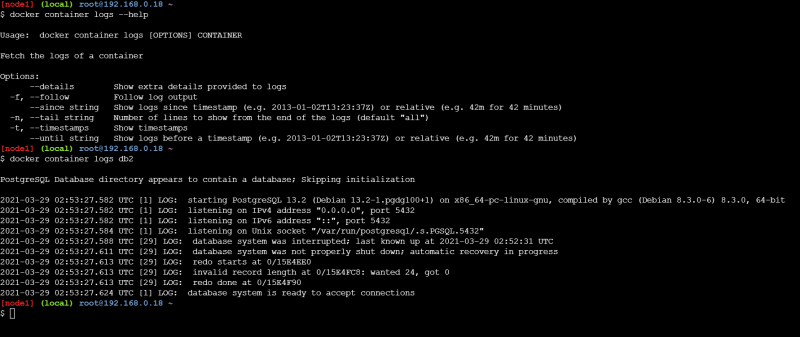 [node1] (local) root@192.168.0.18 ~
$ docker container logs --help

Usage:  docker container logs [OPTIONS] CONTAINER

Fetch the logs of a container

Options:
      --details        Show extra details provided to logs
  -f, --follow         Follow log output
      --since string   Show logs since timestamp (e.g. 2013-01-02T13:23:37Z) or relative (e.g. 42m for 42 minutes)
  -n, --tail string    Number of lines to show from the end of the logs (default "all")
  -t, --timestamps     Show timestamps
      --until string   Show logs before a timestamp (e.g. 2013-01-02T13:23:37Z) or relative (e.g. 42m for 42 minutes)
[node1] (local) root@192.168.0.18 ~
$ docker container logs db2

PostgreSQL Database directory appears to contain a database; Skipping initialization

2021-03-29 02:53:27.582 UTC [1] LOG:  starting PostgreSQL 13.2 (Debian 13.2-1.pgdg100+1) on x86_64-pc-linux-gnu, compiled by gcc (Debian 8.3.0-6) 8.3.0, 64-bit
2021-03-29 02:53:27.582 UTC [1] LOG:  listening on IPv4 address "0.0.0.0", port 5432
2021-03-29 02:53:27.582 UTC [1] LOG:  listening on IPv6 address "::", port 5432
2021-03-29 02:53:27.584 UTC [1] LOG:  listening on Unix socket "/var/run/postgresql/.s.PGSQL.5432"
2021-03-29 02:53:27.588 UTC [29] LOG:  database system was interrupted; last known up at 2021-03-29 02:52:31 UTC
2021-03-29 02:53:27.611 UTC [29] LOG:  database system was not properly shut down; automatic recovery in progress
2021-03-29 02:53:27.613 UTC [29] LOG:  redo starts at 0/15E4EE0
2021-03-29 02:53:27.613 UTC [29] LOG:  invalid record length at 0/15E4FC8: wanted 24, got 0
2021-03-29 02:53:27.613 UTC [29] LOG:  redo done at 0/15E4F90
2021-03-29 02:53:27.624 UTC [1] LOG:  database system is ready to accept connections
[node1] (local) root@192.168.0.18 ~
$